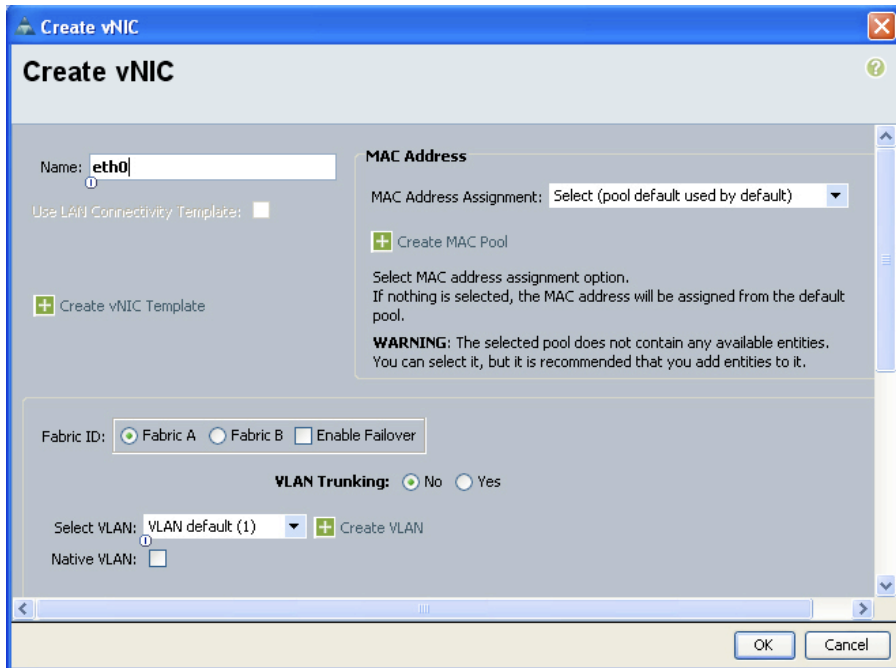 Create vNIC
Create vNIC
Name: eth0
Use LAN Connectivity Template:
Create vNIC Template
MAC Address
MAC Address Assignment: Select (pool default used by default)
Create MAC Pool
Select MAC address assignment option.
If nothing is selected, the MAC address will be assigned from the default
pool.
WARNING: The selected pool does not contain any available entities.
You can select it, but it is recommended that you add entities to it.
Fabric ID: Fabric A Fabric B Enable Failover
VLAN Trunking: No Yes
Select VLAN: VLAN default (1) Create VLAN
Native VLAN:
OK Cancel